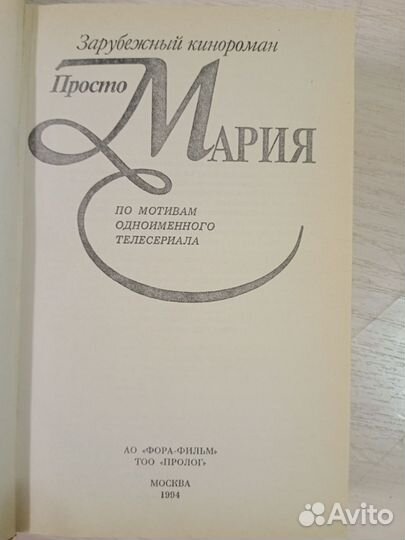 Зарубежный кинороман
Просто
Мария
ПО МОТИВАМ
ОДНОИМЕННОГО
ТЕЛЕСЕРИАЛА
АО «ФОРА-ФИЛЬМ»
ТОО «ПРОЛОГ»
МОСКВА
1994
Avito